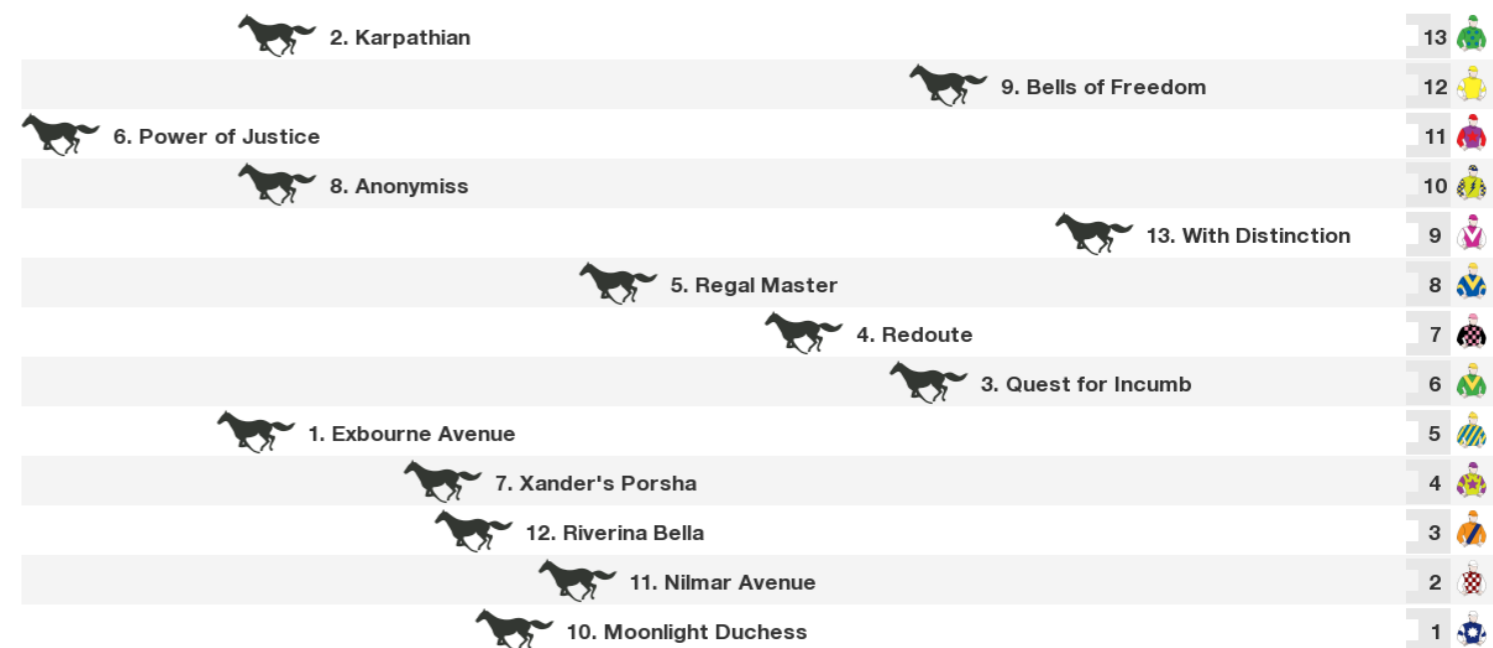 2. Karpathian 13
9. Bells of Freedom 12
6. Power of Justice 11
8. Anonymiss 10
13. With Distinction 9
5. Regal Master 8
4. Redoute 7
3. Quest for Incumb 6
1. Exbourne Avenue 5
7. Xander's Porsha 4
12. Riverina Bella 3
11. Nilmar Avenue 2
10. Moonlight Duchess 1